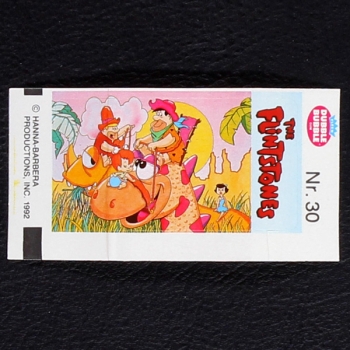 © HANNA-BARBERA
PRODUCTIONS, INC. 1992
THE
FLINTSTONES
DUBBLE
BUBBLE
Nr. 30